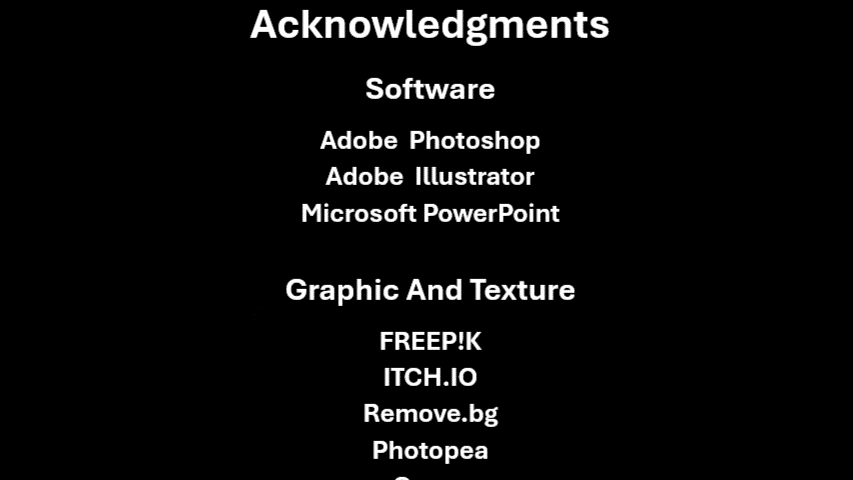 Acknowledgments
Software
Adobe Photoshop
Adobe Illustrator
Microsoft PowerPoint
Graphic And Texture
FREEP!K
ITCH.IO
Remove.bg
Photopea